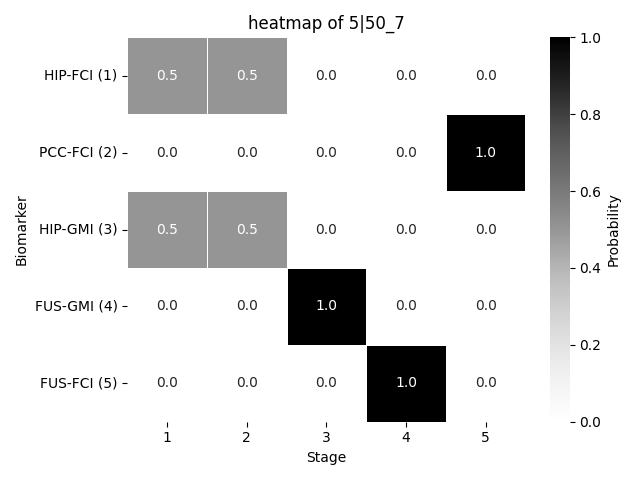 heatmap of 5|50_7
HIP-FCI (1) 0.5 0.5 0.0 0.0 0.0
PCC-FCI (2) 0.0 0.0 0.0 0.0 1.0
HIP-GMI (3) 0.5 0.5 0.0 0.0 0.0
FUS-GMI (4) 0.0 0.0 1.0 0.0 0.0
FUS-FCI (5) 0.0 0.0 0.0 1.0 0.0
1 2 3 4 5
Stage
Biomarker
1.0
0.8
0.6
0.4
0.2
0.0
Probability